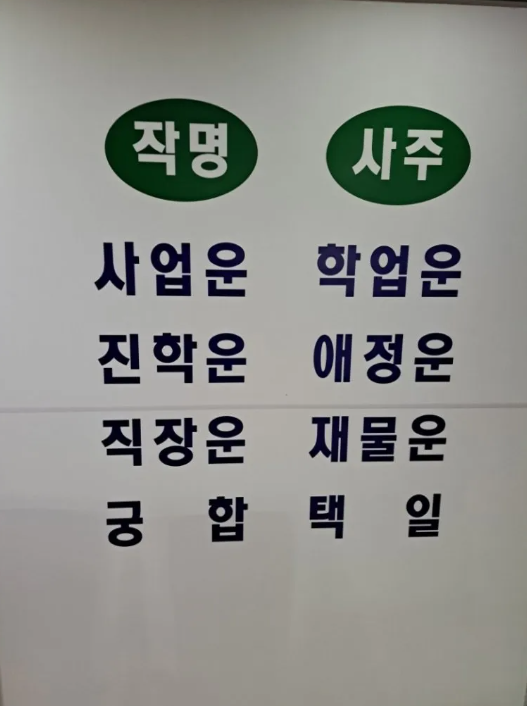 작명 사주
사업운 학업운
진학운 애정운
직장운 재물운
궁 합 택 일